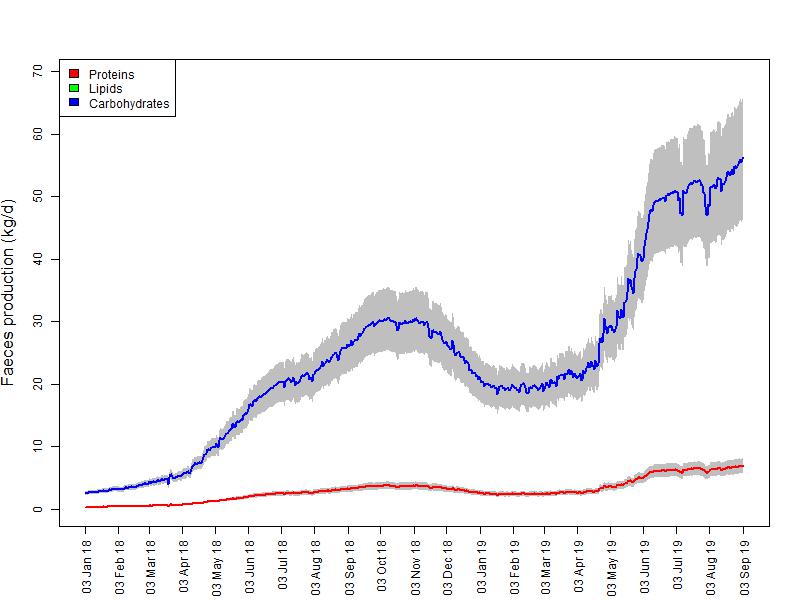 Proteins
Lipids
Carbohydrates
Faeces production (kg/d)
70
60
50
40
30
20
10
0
03 Jan 18
03 Feb 18
03 Mar 18
03 Apr 18
03 May 18
03 Jun 18
03 Jul 18
03 Aug 18
03 Sep 18
03 Oct 18
03 Nov 18
03 Dec 18
03 Jan 19
03 Feb 19
03 Mar 19
03 Apr 19
03 May 19
03 Jun 19
03 Jul 19
03 Aug 19
03 Sep 19